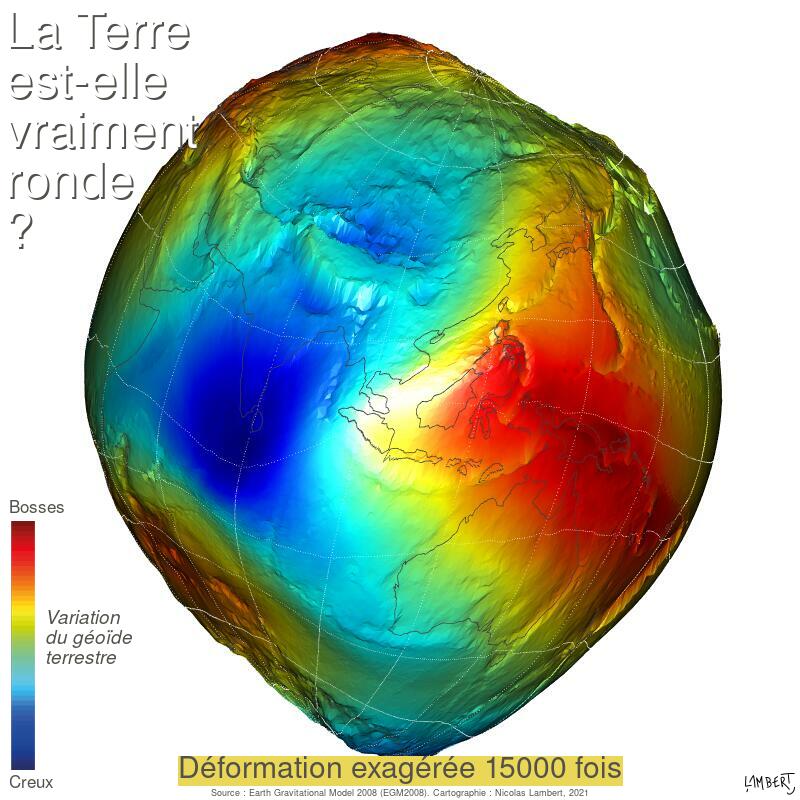 La Terre
est-elle
vraiment
ronde
?
Bosses
Variation
du géoïde
terrestre
Creux
Déformation exagérée 15000 fois
Source : Earth Gravitational Model 2008 (EGM2008). Cartographie : Nicolas Lambert, 2021
LAMBERT